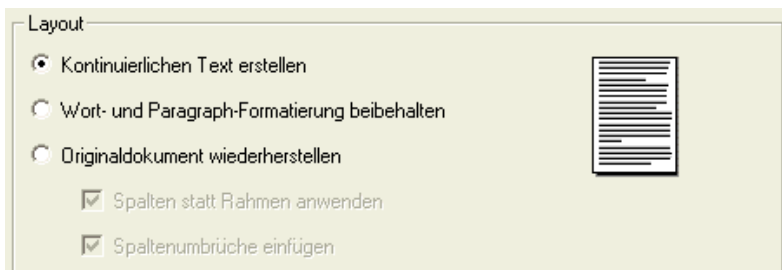 Layout
Kontinuierlichen Text erstellen
Wort- und Paragraph-Formatierung beibehalten
Originaldokument wiederherstellen
Spalten statt Rahmen anwenden
Spaltenumbrüche einfügen